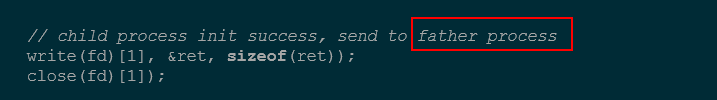 // child process init success, send to father process
write(fd)[1], &ret, sizeof(ret));
close(fd)[1]);